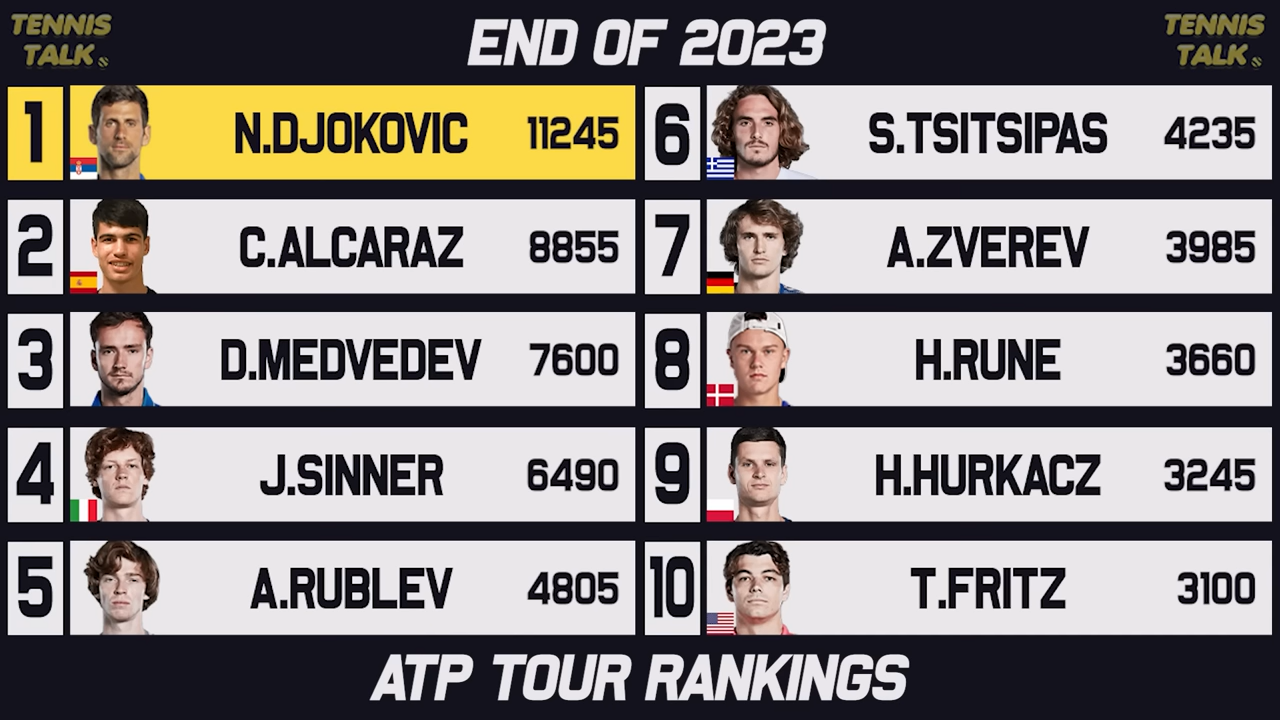 TENNIS
TALK.
END OF 2023
TENNIS
TALK.
1 N.DJOKOVIC 11245
2 C.ALCARAZ 8855
3 D.MEDVEDEV 7600
4 J.SINNER 6490
5 A.RUBLEV 4805
6 S.TSITSIPAS 4235
7 A.ZVEREV 3985
8 H.RUNE 3660
9 H.HURKACZ 3245
10 T.FRITZ 3100
ATP TOUR RANKINGS